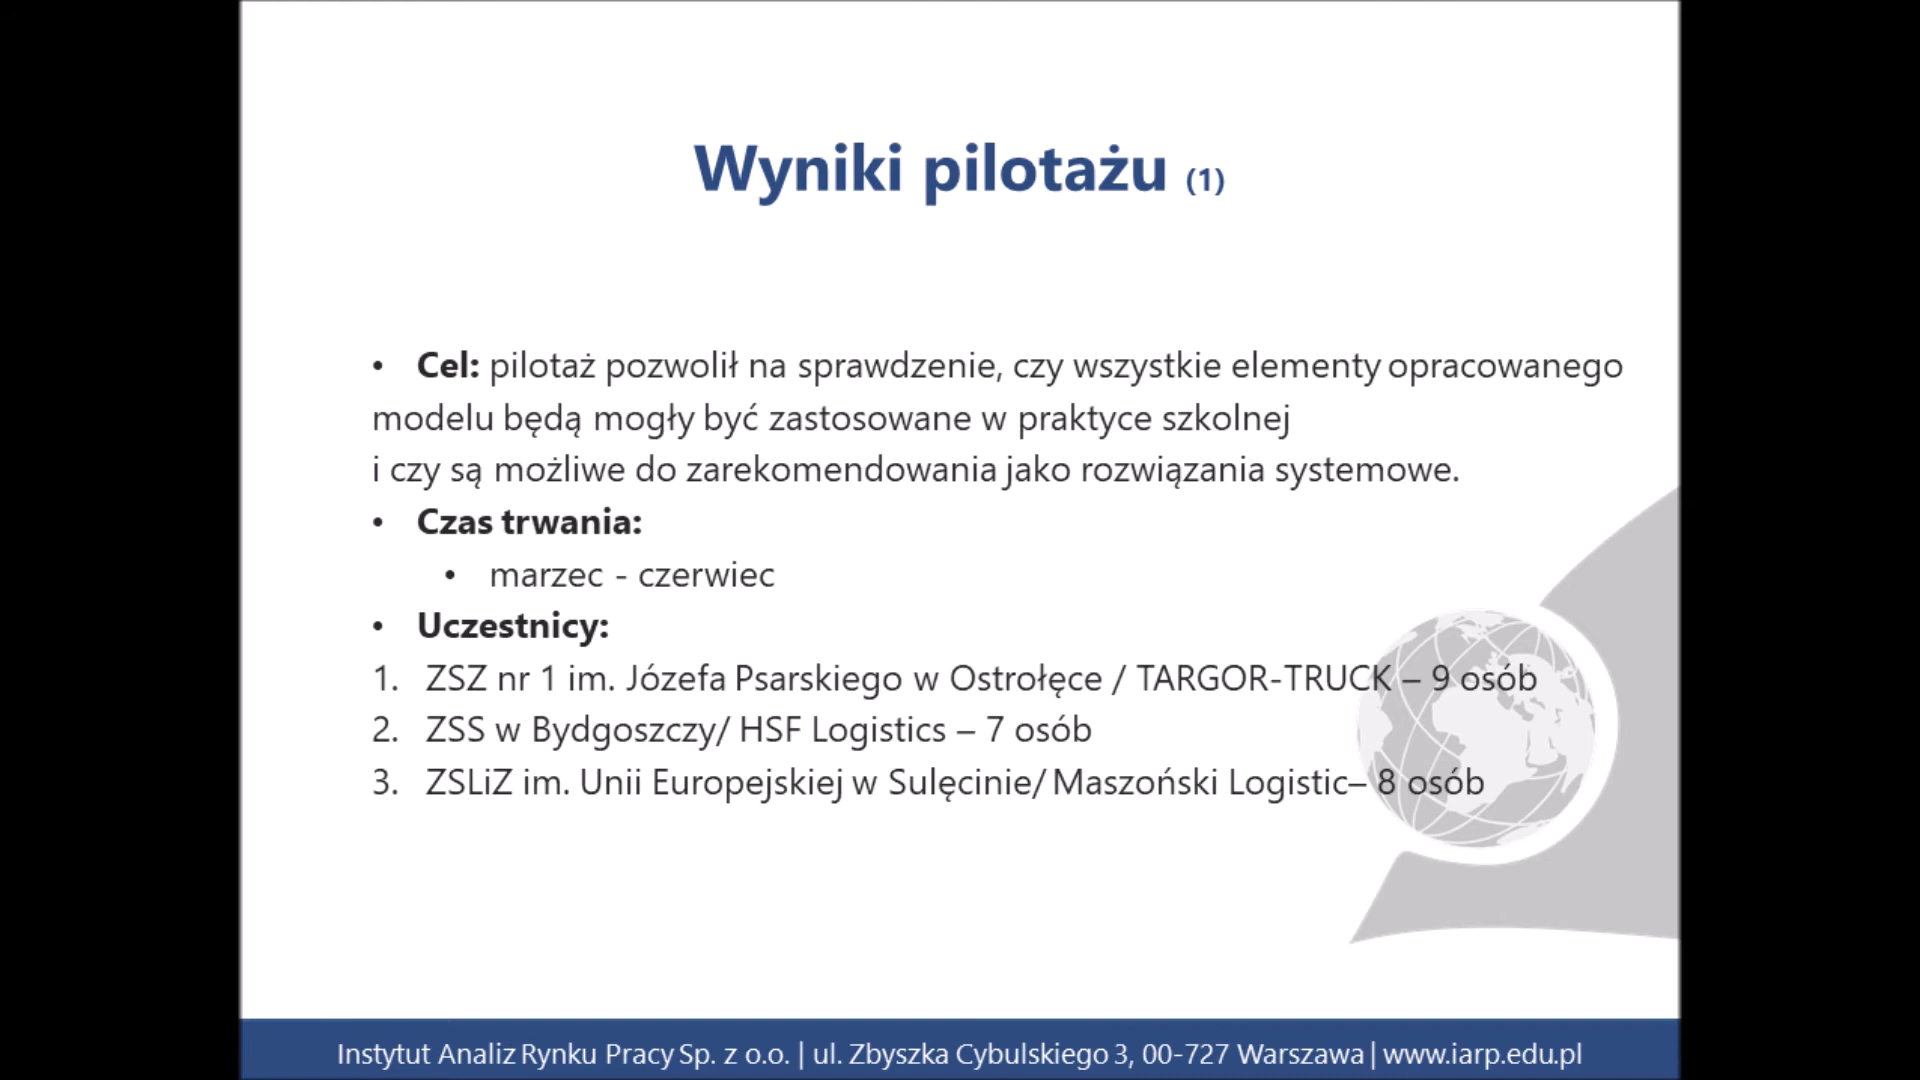 Wyniki pilotażu (1)
• Cel: pilotaż pozwolił na sprawdzenie, czy wszystkie elementy opracowanego
modelu będą mogły być zastosowane w praktyce szkolnej
i czy są możliwe do zarekomendowania jako rozwiązania systemowe.
• Czas trwania:
• marzec - czerwiec
• Uczestnicy:
1. ZSZ nr 1 im. Józefa Psarskiego w Ostrołęce / TARGOR-TRUCK – 9 osób
2. ZSS w Bydgoszczy/ HSF Logistics – 7 osób
3. ZSLiZ im. Unii Europejskiej w Sulęcinie/ Maszoński Logistic– 8 osób
Instytut Analiz Rynku Pracy Sp. z o.o. | ul. Zbyszka Cybulskiego 3, 00-727 Warszawa | www.iarp.edu.pl